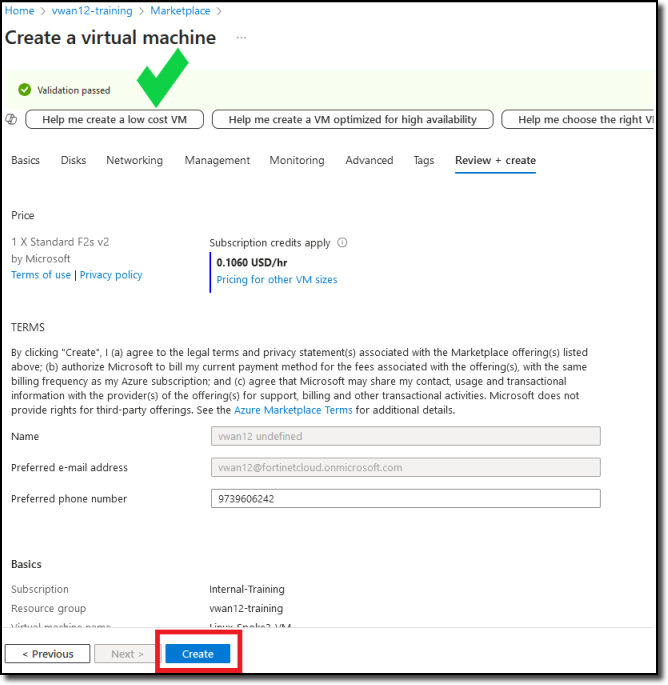 Home > vwan12-training > Marketplace >
Create a virtual machine ...
Validation passed
Help me create a low cost VM Help me create a VM optimized for high availability Help me choose the right V
Basics Disks Networking Management Monitoring Advanced Tags Review + create
Price
1 X Standard F2s v2 Subscription credits apply
by Microsoft 0.1060 USD/hr
Terms of use | Privacy policy Pricing for other VM sizes
TERMS
By clicking "Create", I (a) agree to the legal terms and privacy statement(s) associated with the Marketplace offering(s) listed
above; (b) authorize Microsoft to bill my current payment method for the fees associated with the offering(s), with the same
billing frequency as my Azure subscription; and (c) agree that Microsoft may share my contact, usage and transactional
information with the provider(s) of the offering(s) for support, billing and other transactional activities. Microsoft does not
provide rights for third-party offerings. See the Azure Marketplace Terms for additional details.
Name vwan12 undefined
Preferred e-mail address vwan12@fortinetcloud.onmicrosoft.com
Preferred phone number 9739606242
Basics
Subscription Internal-Training
Resource group vwan12-training
Virtual machine name Linux-Spoke2-VM
< Previous Next > Create